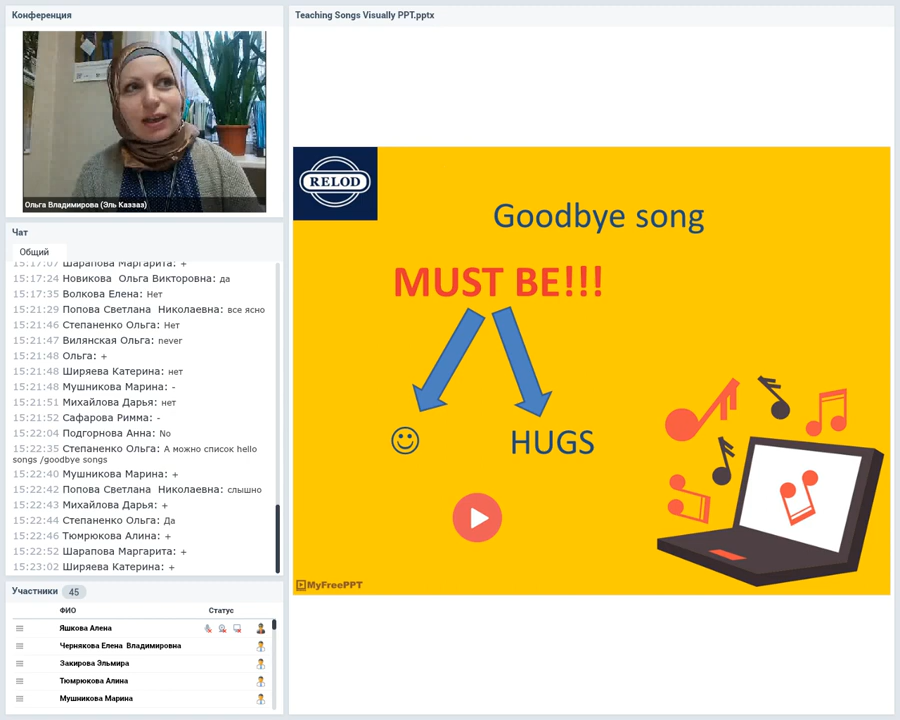 Конференция
Ольга Владимирова (Эль Каззаз)
Чат
Общий
15:17:07 Шарапова Маргарита: +
15:17:24 Новикова Ольга Викторовна: да
15:17:35 Волкова Елена: Нет
15:21:29 Попова Светлана Николаевна: все ясно
15:21:46 Степаненко Ольга: Нет
15:21:47 Вилянская Ольга: never
15:21:48 Ольга: +
15:21:48 Ширяева Катерина: нет
15:21:48 Мушникова Марина: -
15:21:51 Михайлова Дарья: нет
15:21:52 Сафарова Римма: -
15:22:04 Подгорнова Анна: No
15:22:35 Степаненко Ольга: А можно список hello
songs /goodbye songs
15:22:40 Мушникова Марина: +
15:22:42 Попова Светлана Николаевна: слышно
15:22:43 Михайлова Дарья: +
15:22:44 Степаненко Ольга: Да
15:22:46 Тюмрюкова Алина: +
15:22:52 Шарапова Маргарита: +
15:23:02 Ширяева Катерина: +
Участники 45
ФИО Статус
Яшкова Алена
Чернякова Елена Владимировна
Закирова Эльмира
Тюмрюкова Алина
Мушникова Марина
Teaching Songs Visually PPT.pptx
RELOD
Goodbye song
MUST BE!!!
HUGS
MyFreePPT